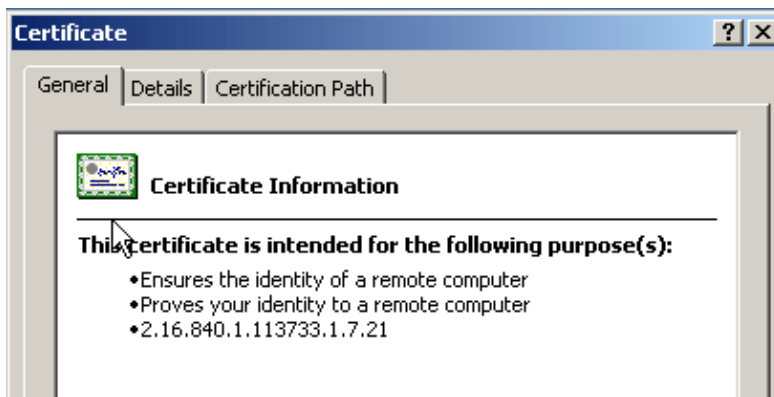 Certificate
General Details Certification Path
Certificate Information
This certificate is intended for the following purpose(s):
•Ensures the identity of a remote computer
•Proves your identity to a remote computer
•2.16.840.1.113733.1.7.21